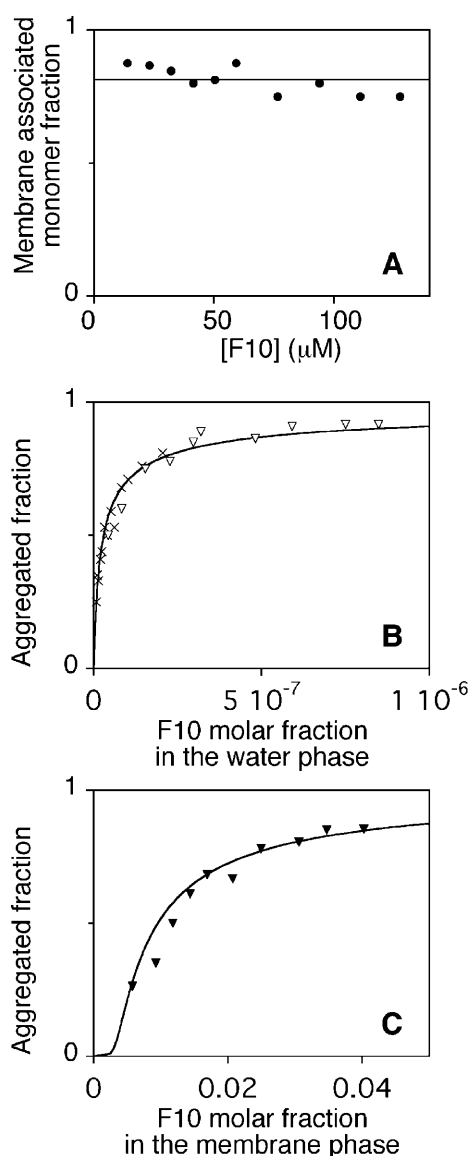 1
Membrane associated
monomer fraction
A
0
0 50 100
[F10] (μM)
1
Aggregated fraction
B
0
0 5 10-7 1 10-6
F10 molar fraction
in the water phase
1
Aggregated fraction
C
0
0 0.02 0.04
F10 molar fraction
in the membrane phase